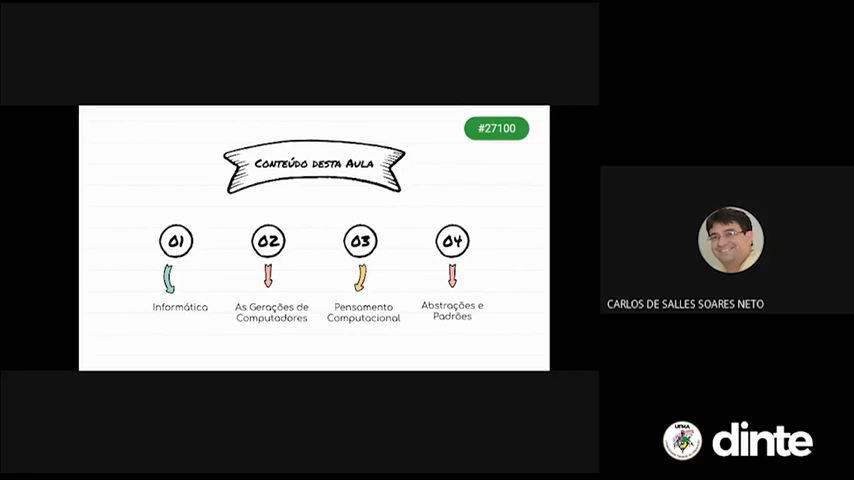 #27100
Conteúdo desta Aula
01
02
03
04
Informática
As Gerações de
Computadores
Pensamento
Computacional
Abstrações e
Padrões
CARLOS DE SALLES SOARES NETO
UFMA
dinte